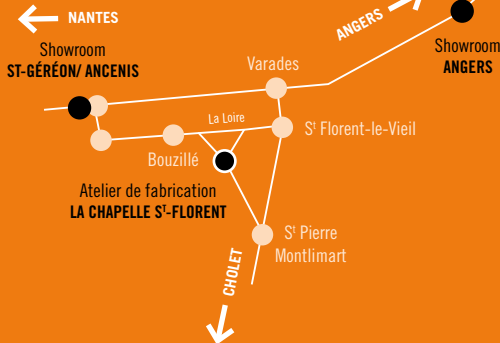 NANTES
ANGERS
Showroom
ST-GÉRÉON/ ANCENIS
Showroom
ANGERS
Varades
La Loire
Sᵗ Florent-le-Vieil
Bouzillé
Atelier de fabrication
LA CHAPELLE Sᵀ-FLORENT
Sᵗ Pierre
Montlimart
CHOLET